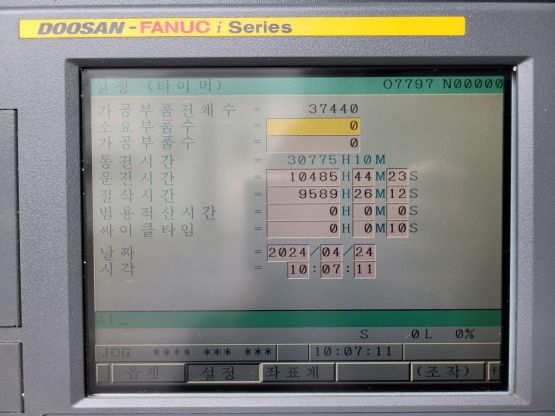 DOOSAN-FANUC i Series
설정 (타이머) O7797 N00000
가공부품전체수 = 37440
소요부품수 = 0
가공부품수 = 0
통전시간 = 30775H10M
운전시간 = 10485H44M23S
절삭시간 = 9589H26M12S
범용적산시간 = 0H 0M 0S
싸이클타임 = 0H 0M10S
날짜 = 2024/04/24
시각 = 10:07:11
A)_
S 0L 0%
JOG **** *** *** 10:07:11
옵셋 설정 좌표계 (조작) +